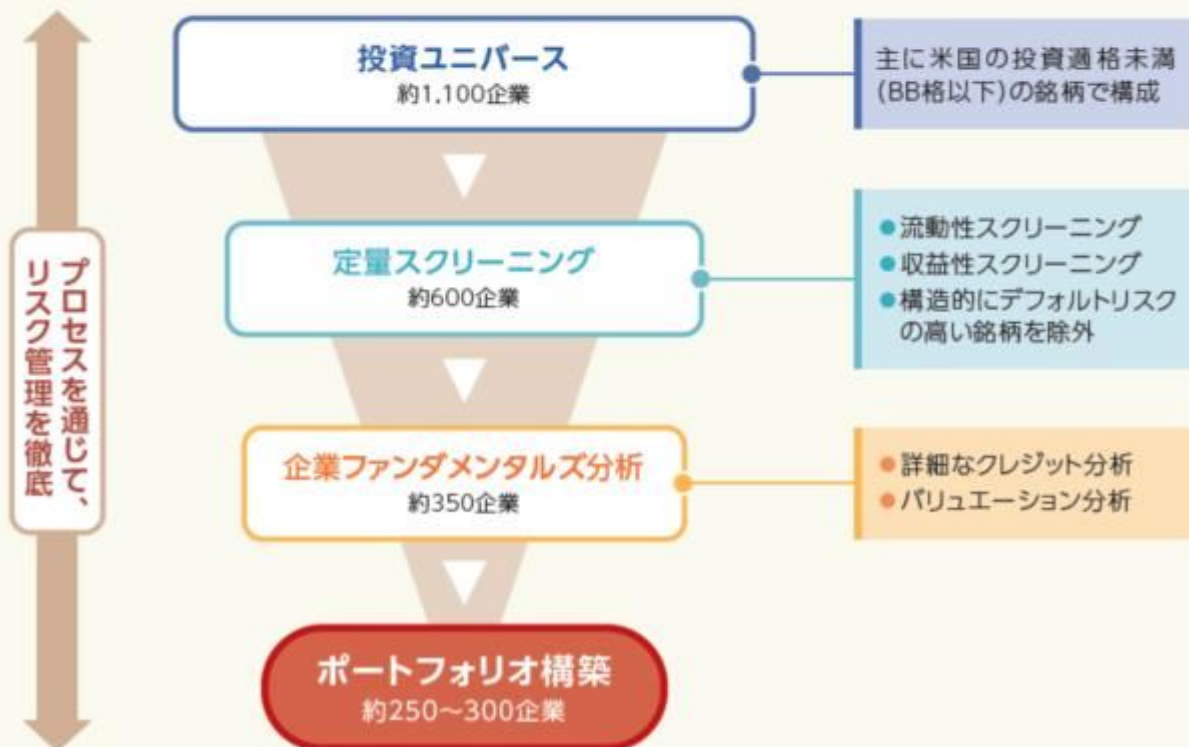 プロセスを通じて、
リスク管理を徹底
投資ユニバース
約1,100企業
主に米国の投資適格未満
(BB格以下)の銘柄で構成
定量スクリーニング
約600企業
●流動性スクリーニング
●収益性スクリーニング
●構造的にデフォルトリスク
の高い銘柄を除外
企業ファンダメンタルズ分析
約350企業
●詳細なクレジット分析
●バリュエーション分析
ポートフォリオ構築
約250～300企業